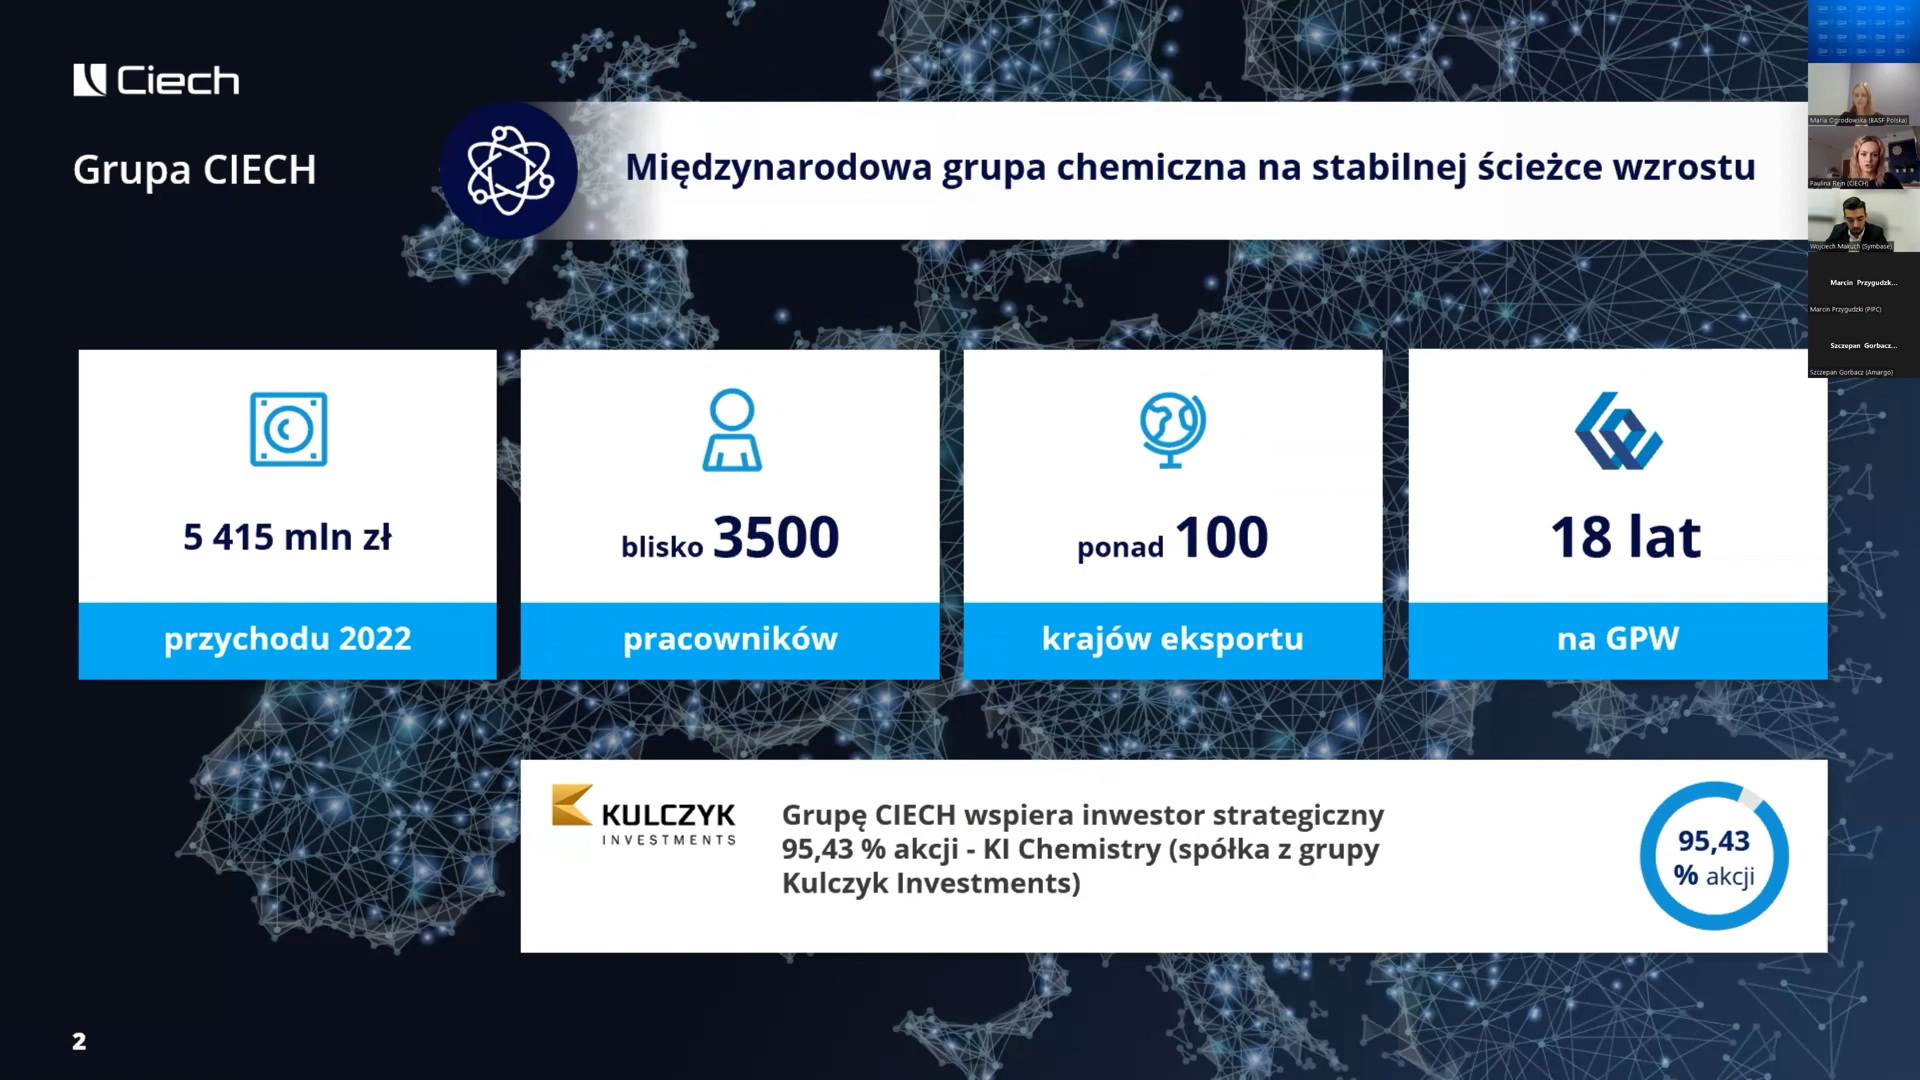 Ciech
Grupa CIECH
Międzynarodowa grupa chemiczna na stabilnej ścieżce wzrostu
5 415 mln zł
przychodu 2022
blisko 3500
pracowników
ponad 100
krajów eksportu
18 lat
na GPW
KULCZYK
INVESTMENTS
Grupę CIECH wspiera inwestor strategiczny
95,43 % akcji - KI Chemistry (spółka z grupy
Kulczyk Investments)
95,43
% akcji
2
Maria Ogrodowska (BASF Polska)
Paulina Rejn (CIECH)
Wojciech Makuch (Symbase)
Marcin Przygudzk...
Marcin Przygudzki (PIPC)
Szczepan Gorbacz...
Szczepan Gorbacz (Amargo)